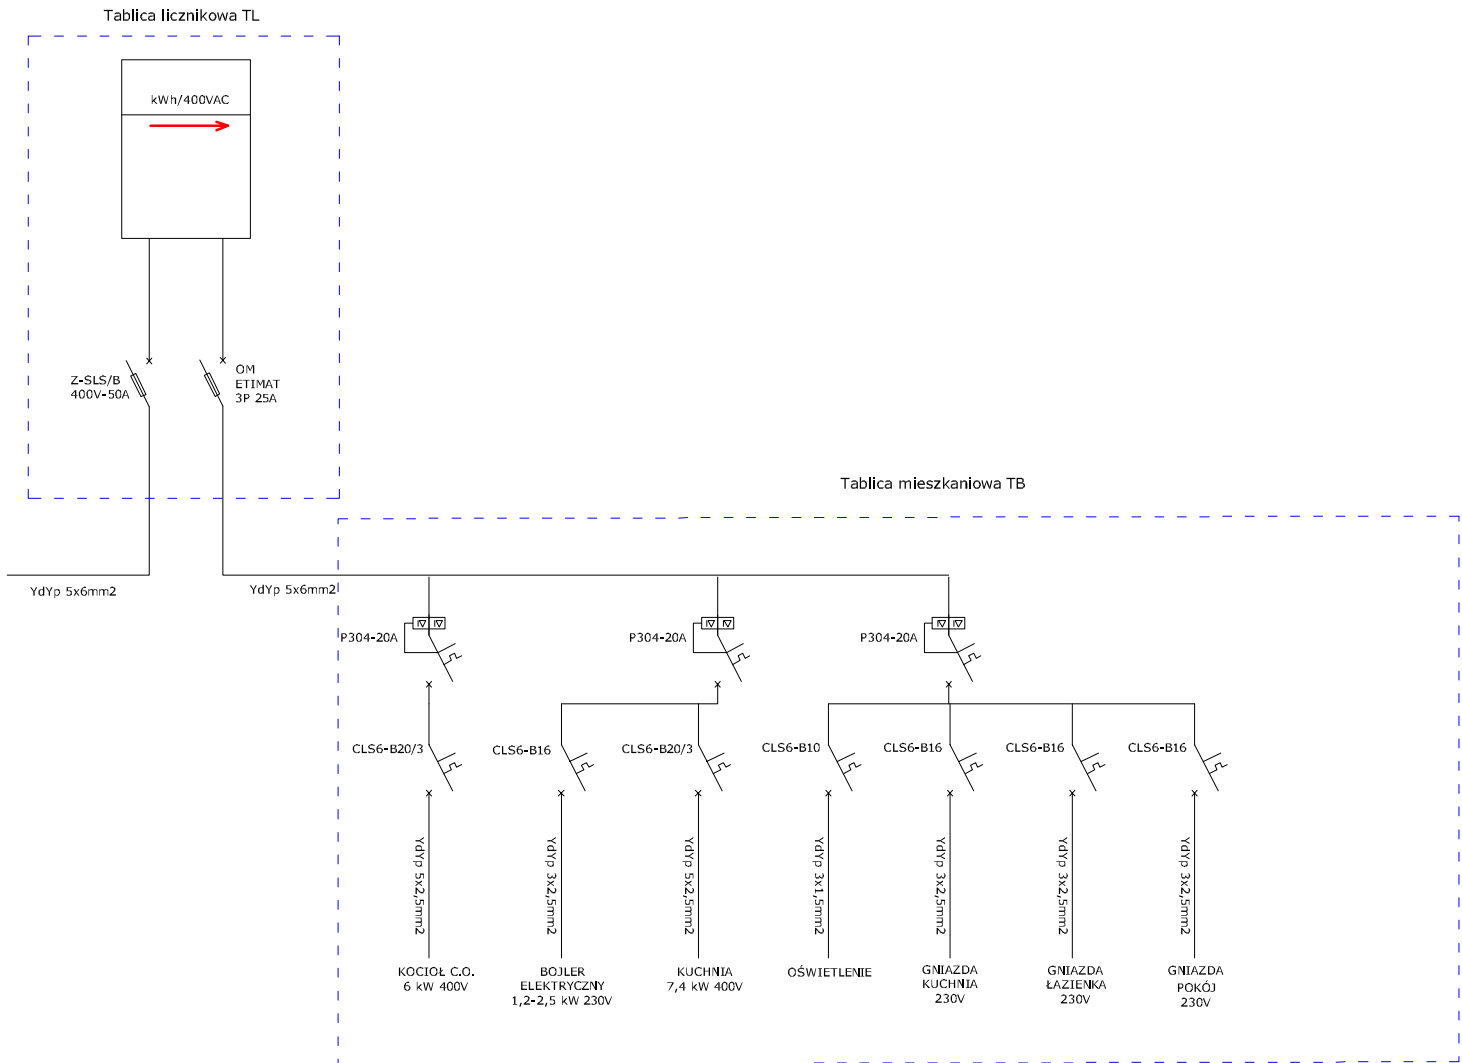 Tablica licznikowa TL
kWh/400VAC
Z-SLS/B
400V-50A
OM
ETIMAT
3P 25A
Tablica mieszkaniowa TB
YdYp 5x6mm2
YdYp 5x6mm2
P304-20A
P304-20A
P304-20A
CLS6-B20/3
CLS6-B16
CLS6-B20/3
CLS6-B10
CLS6-B16
CLS6-B16
CLS6-B16
YdYp 5x2,5mm2
YdYp 3x2,5mm2
YdYp 5x2,5mm2
YdYp 3x1,5mm2
YdYp 3x2,5mm2
YdYp 3x2,5mm2
YdYp 3x2,5mm2
KOCIOŁ C.O.
6 kW 400V
BOJLER
ELEKTRYCZNY
1,2-2,5 kW 230V
KUCHNIA
7,4 kW 400V
OŚWIETLENIE
GNIAZDA
KUCHNIA
230V
GNIAZDA
ŁAZIENKA
230V
GNIAZDA
POKÓJ
230V